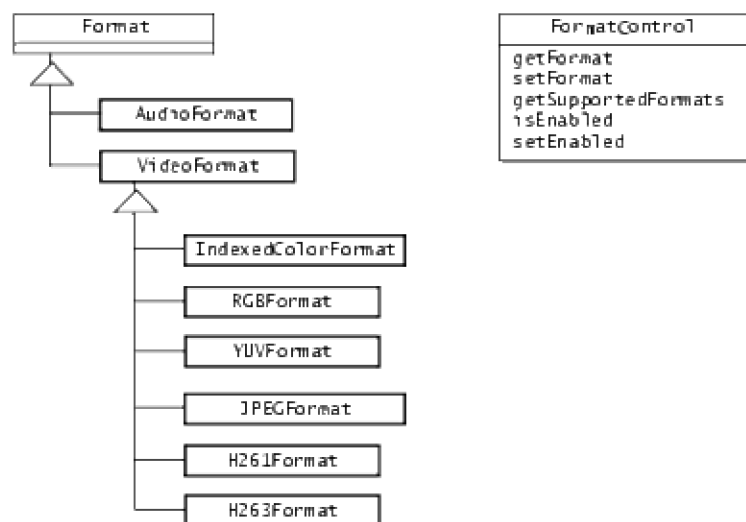 Format
AudioFormat
VideoFormat
IndexedColorFormat
RGBFormat
YUVFormat
JPEGFormat
H261Format
H263Format
FormatControl
getFormat
setFormat
getSupportedFormats
isEnabled
setEnabled